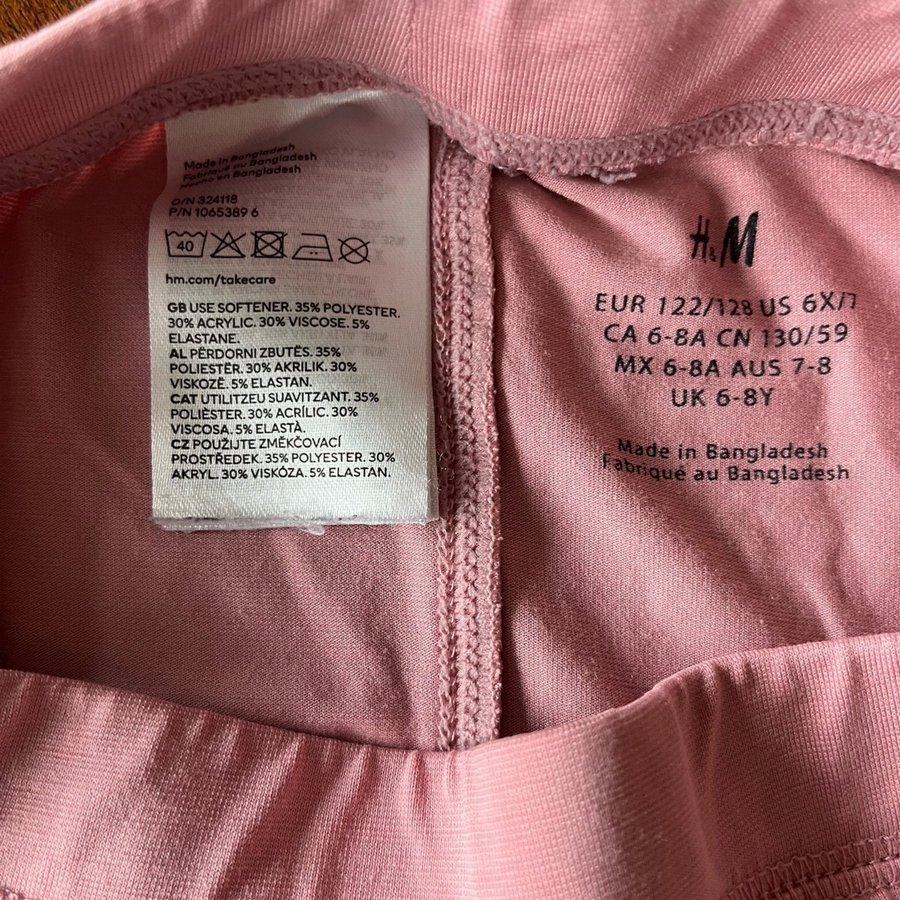 Made in Bangladesh
Fabriqué au Bangladesh
Hecho en Bangladesh
O/N 324118
P/N 1065389 6
40
hm.com/takecare
GB USE SOFTENER. 35% POLYESTER.
30% ACRYLIC. 30% VISCOSE. 5%
ELASTANE.
AL PËRDORNI ZBUTËS. 35%
POLIESTËR. 30% AKRILIK. 30%
VISKOZË. 5% ELASTAN.
CAT UTILITZEU SUAVITZANT. 35%
POLIÈSTER. 30% ACRÍLIC. 30%
VISCOSA. 5% ELASTÀ.
CZ POUŽIJTE ZMĚKČOVACÍ
PROSTŘEDEK. 35% POLYESTER. 30%
AKRYL. 30% VISKÓZA. 5% ELASTAN.
H&M
EUR 122/128 US 6X/7
CA 6-8A CN 130/59
MX 6-8A AUS 7-8
UK 6-8Y
Made in Bangladesh
Fabriqué au Bangladesh